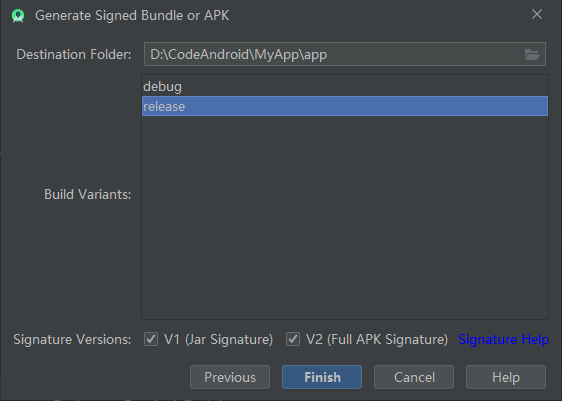 Generate Signed Bundle or APK
Destination Folder: D:\CodeAndroid\MyApp\app
debug
release
Build Variants:
Signature Versions: V1 (Jar Signature) V2 (Full APK Signature) Signature Help
Previous Finish Cancel Help